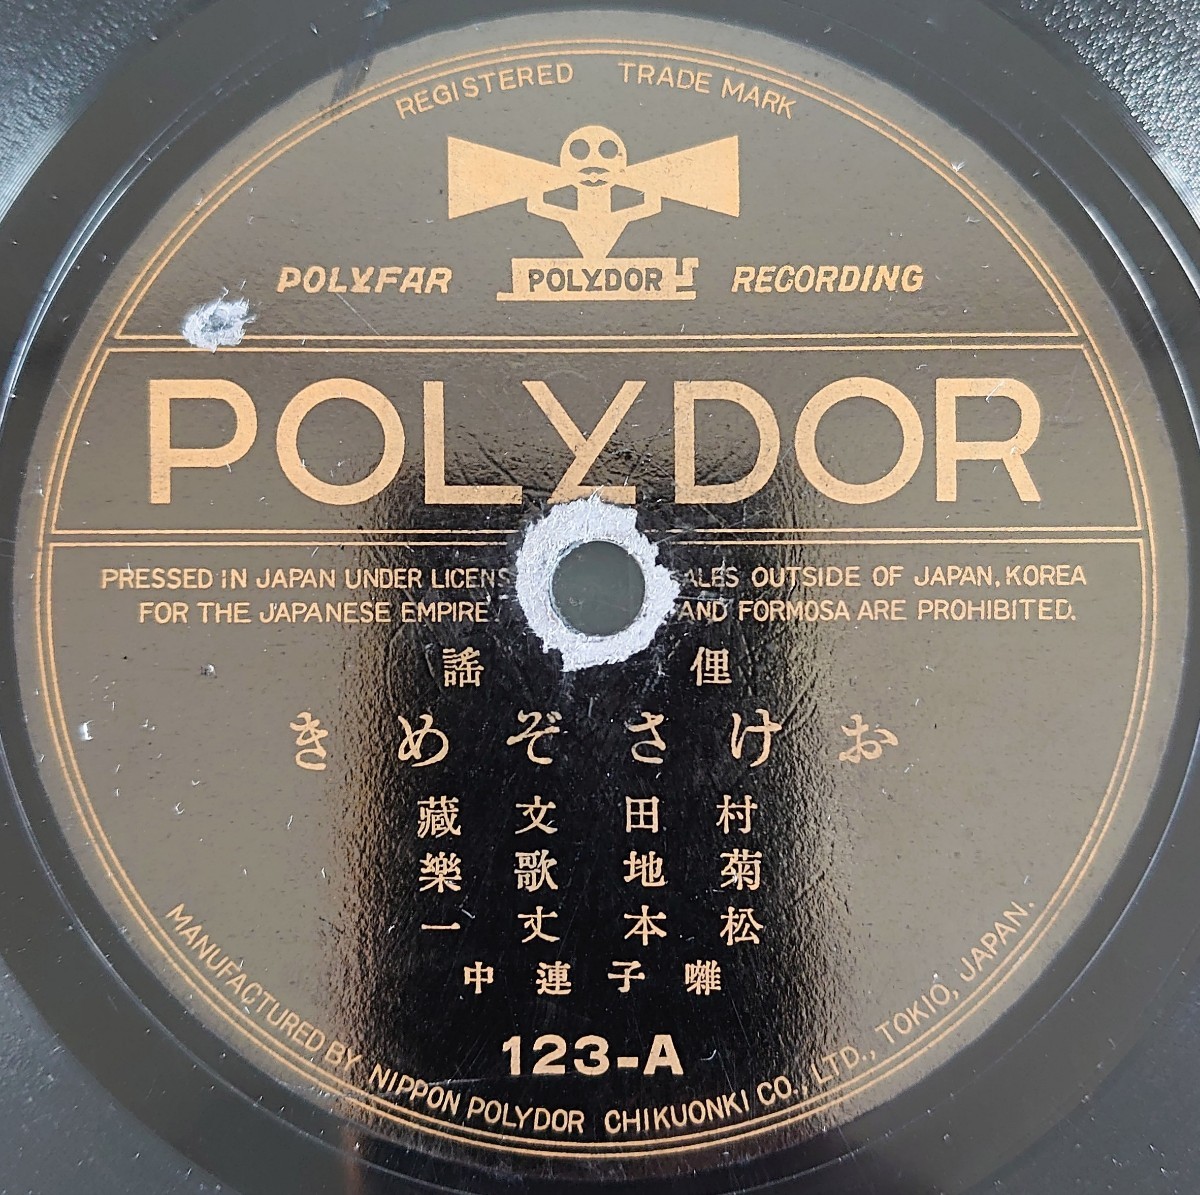 REGISTERED TRADE MARK
POLYFAR POLYDOR RECORDING
POLYDOR
PRESSED IN JAPAN UNDER LICENS
FOR THE JAPANESE EMPIRE
ALES OUTSIDE OF JAPAN, KOREA
AND FORMOSA ARE PROHIBITED.
俚謠
おけさぞめき
村田文藏
菊地歌樂
松本丈一
囃子連中
123-A
MANUFACTURED BY NIPPON POLYDOR CHIKUONKI CO., LTD., TOKIO, JAPAN.